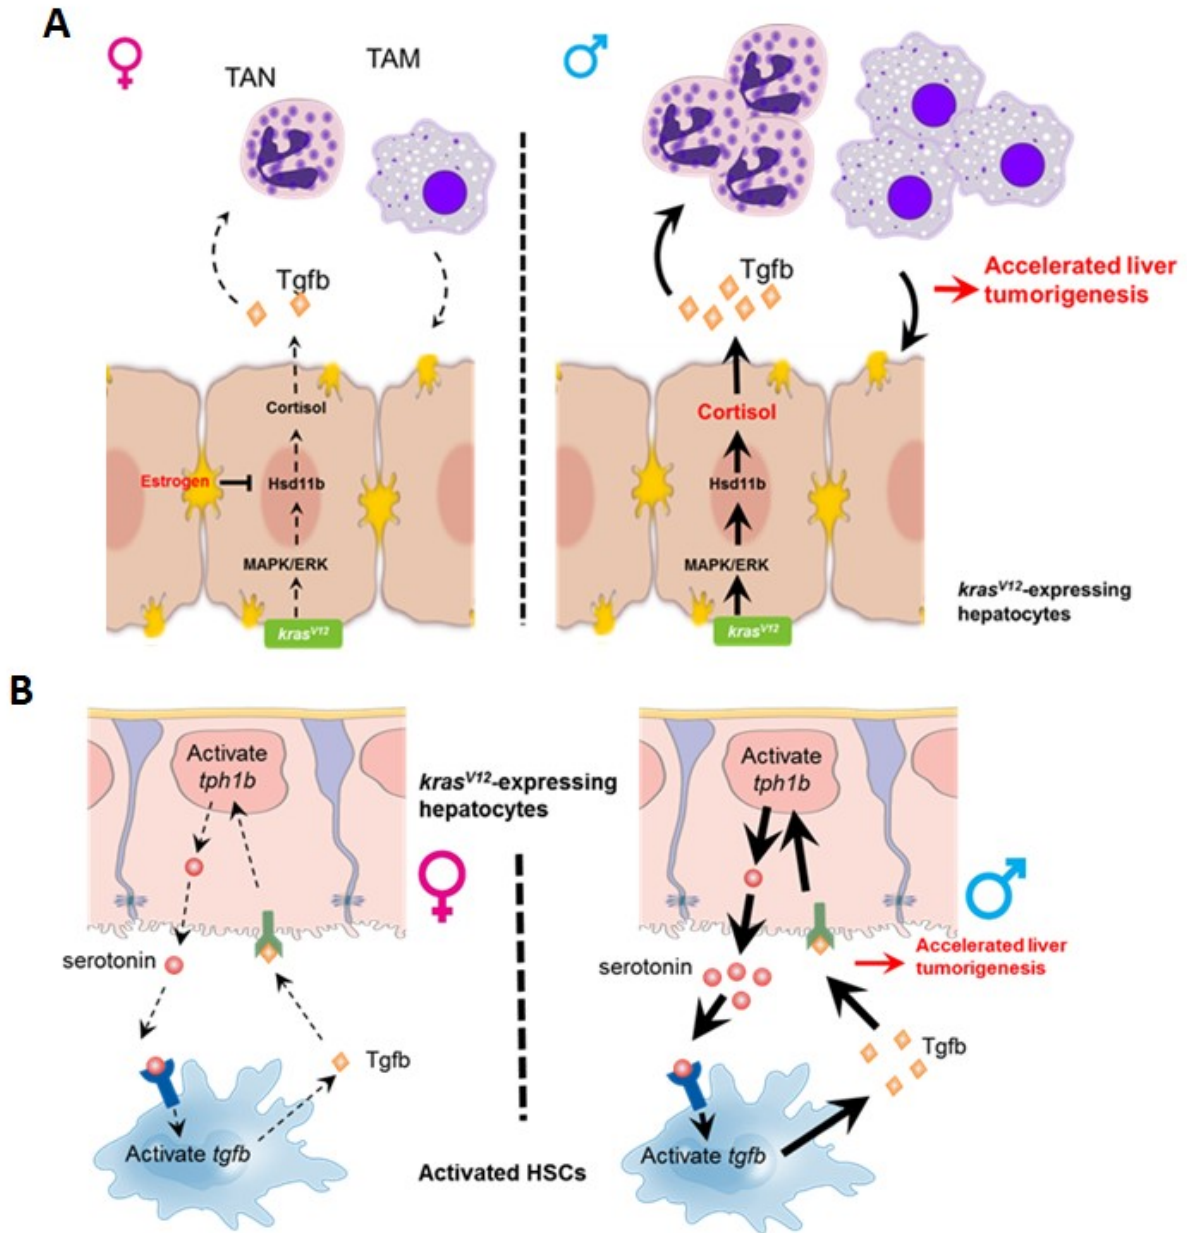 A
TAN
TAM
Tgfb
Cortisol
Estrogen
Hsd11b
MAPK/ERK
krasV12
Tgfb
Accelerated liver
tumorigenesis
Cortisol
Hsd11b
MAPK/ERK
krasV12
krasV12-expressing
hepatocytes
B
Activate
tph1b
serotonin
Tgfb
Activate tgfb
krasV12-expressing
hepatocytes
Activated HSCs
Activate
tph1b
serotonin
Accelerated liver
tumorigenesis
Tgfb
Activate tgfb